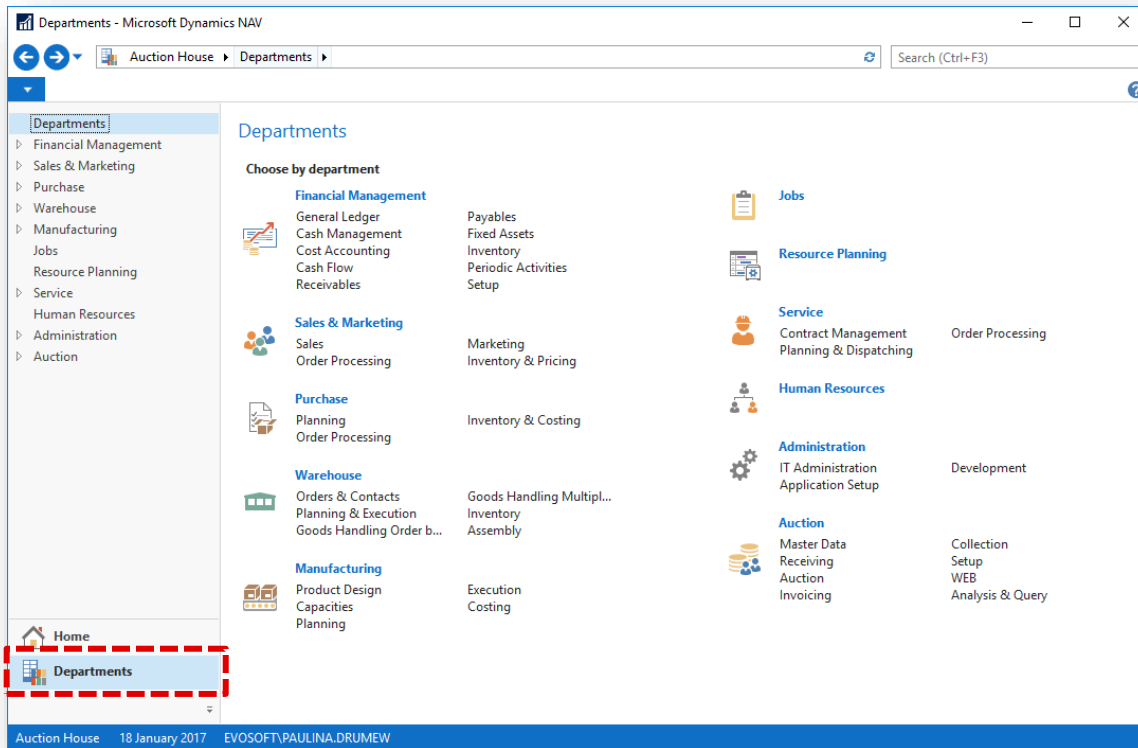 Departments - Microsoft Dynamics NAV
Auction House Departments
Search (Ctrl+F3)
Departments
Financial Management
Sales & Marketing
Purchase
Warehouse
Manufacturing
Jobs
Resource Planning
Service
Human Resources
Administration
Auction
Home
Departments
Departments
Choose by department
Financial Management
General Ledger Payables
Cash Management Fixed Assets
Cost Accounting Inventory
Cash Flow Periodic Activities
Receivables Setup
Sales & Marketing
Sales Marketing
Order Processing Inventory & Pricing
Purchase
Planning Inventory & Costing
Order Processing
Warehouse
Orders & Contacts Goods Handling Multipl...
Planning & Execution Inventory
Goods Handling Order b... Assembly
Manufacturing
Product Design Execution
Capacities Costing
Planning
Jobs
Resource Planning
Service
Contract Management Order Processing
Planning & Dispatching
Human Resources
Administration
IT Administration Development
Application Setup
Auction
Master Data Collection
Receiving Setup
Auction WEB
Invoicing Analysis & Query
Auction House 18 January 2017 EVOSOFT\PAULINA.DRUMEW